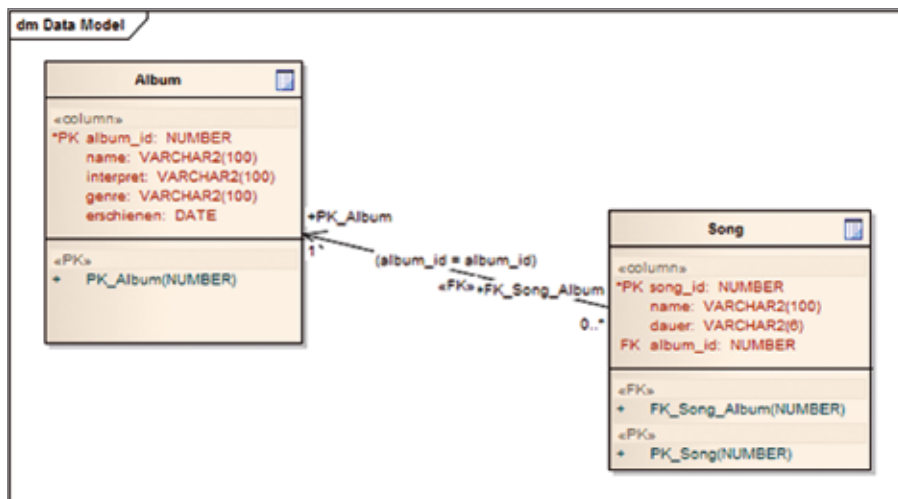 dm Data Model
Album
«column»
*PK album_id: NUMBER
name: VARCHAR2(100)
interpret: VARCHAR2(100)
genre: VARCHAR2(100)
erschienen: DATE
«PK»
+ PK_Album(NUMBER)
+PK_Album
1
(album_id = album_id)
«FK»
+FK_Song_Album
0..*
Song
«column»
*PK song_id: NUMBER
name: VARCHAR2(100)
dauer: VARCHAR2(6)
FK album_id: NUMBER
«FK»
+ FK_Song_Album(NUMBER)
«PK»
+ PK_Song(NUMBER)